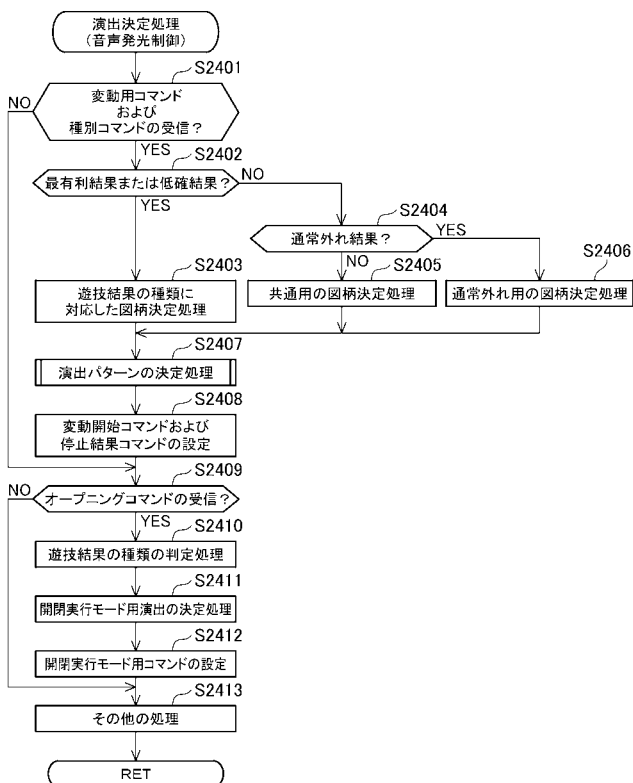 演出決定処理
(音声発光制御)
S2401
NO
変動用コマンド
および
種別コマンドの受信?
YES
S2402
最有利結果または低確結果?
NO
YES
S2404
通常外れ結果?
YES
NO
S2403
遊技結果の種類に
対応した図柄決定処理
S2405
共通用の図柄決定処理
S2406
通常外れ用の図柄決定処理
S2407
演出パターンの決定処理
S2408
変動開始コマンドおよび
停止結果コマンドの設定
S2409
NO
オープニングコマンドの受信?
YES
S2410
遊技結果の種類の判定処理
S2411
開閉実行モード用演出の決定処理
S2412
開閉実行モード用コマンドの設定
S2413
その他の処理
RET